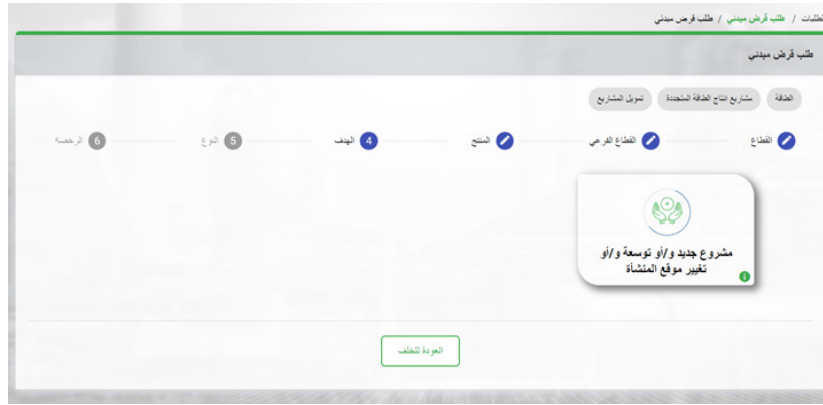 الطلبات / طلب قرض مبدئي / طلب قرض مبدئي
طلب قرض مبدئي
الطاقة مشاريع انتاج الطاقة المتجددة تمويل المشاريع
القطاع القطاع الفرعي المنتج 4 الهدف 5 النوع 6 الرخصة
مشروع جديد و/أو توسعة و/أو
تغيير موقع المنشأة
العودة للخلف